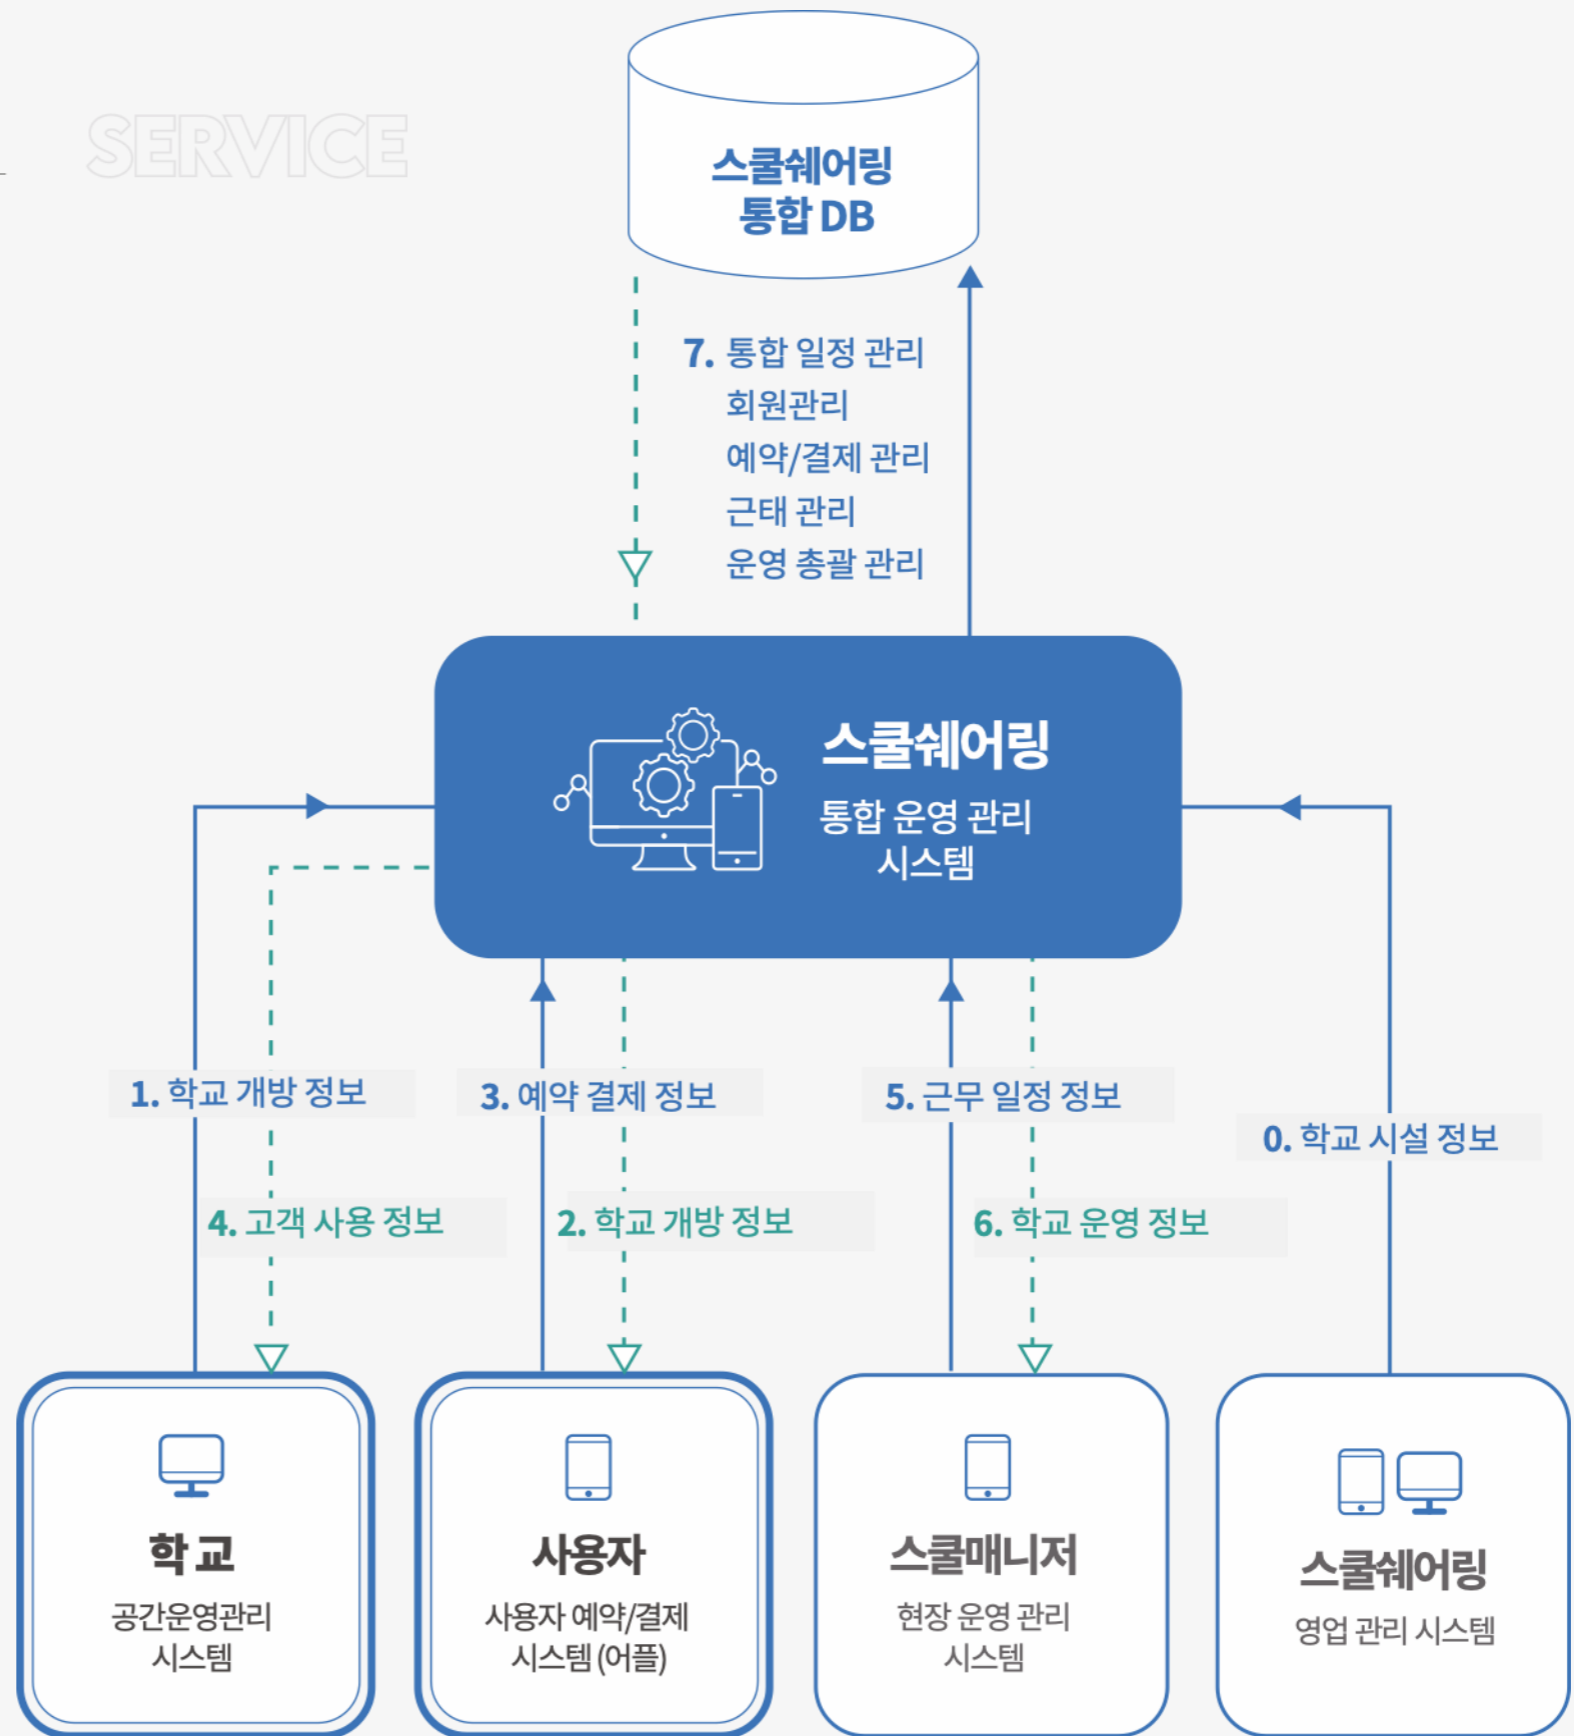 SERVICE
스쿨쉐어링
통합 DB
7. 통합 일정 관리
회원관리
예약/결제 관리
근태 관리
운영 총괄 관리
스쿨쉐어링
통합 운영 관리
시스템
1. 학교 개방 정보
3. 예약 결제 정보
5. 근무 일정 정보
0. 학교 시설 정보
4. 고객 사용 정보
2. 학교 개방 정보
6. 학교 운영 정보
학교
공간운영관리
시스템
사용자
사용자 예약/결제
시스템 (어플)
스쿨매니저
현장 운영 관리
시스템
스쿨쉐어링
영업 관리 시스템